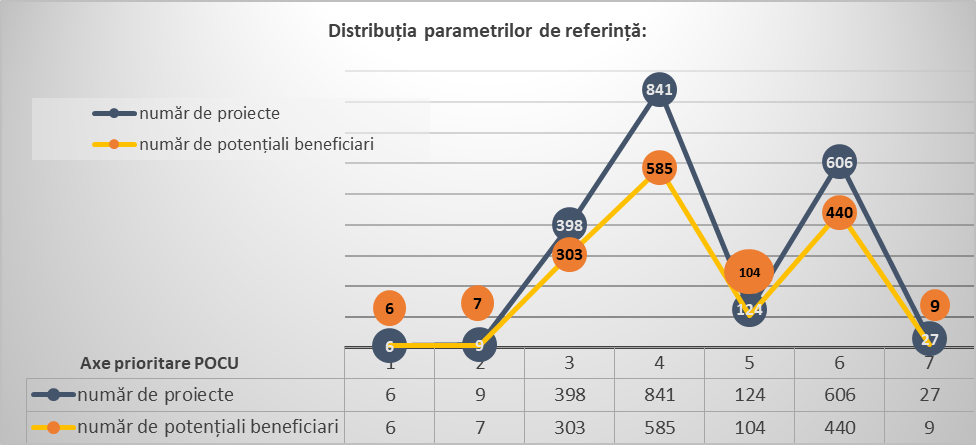 Distribuția parametrilor de referință:
număr de proiecte
număr de potențiali beneficiari
841
585
606
440
398
303
104
124
6
7
9
6
9
27
Axe prioritare POCU 1 2 3 4 5 6 7
număr de proiecte 6 9 398 841 124 606 27
număr de potențiali beneficiari 6 7 303 585 104 440 9